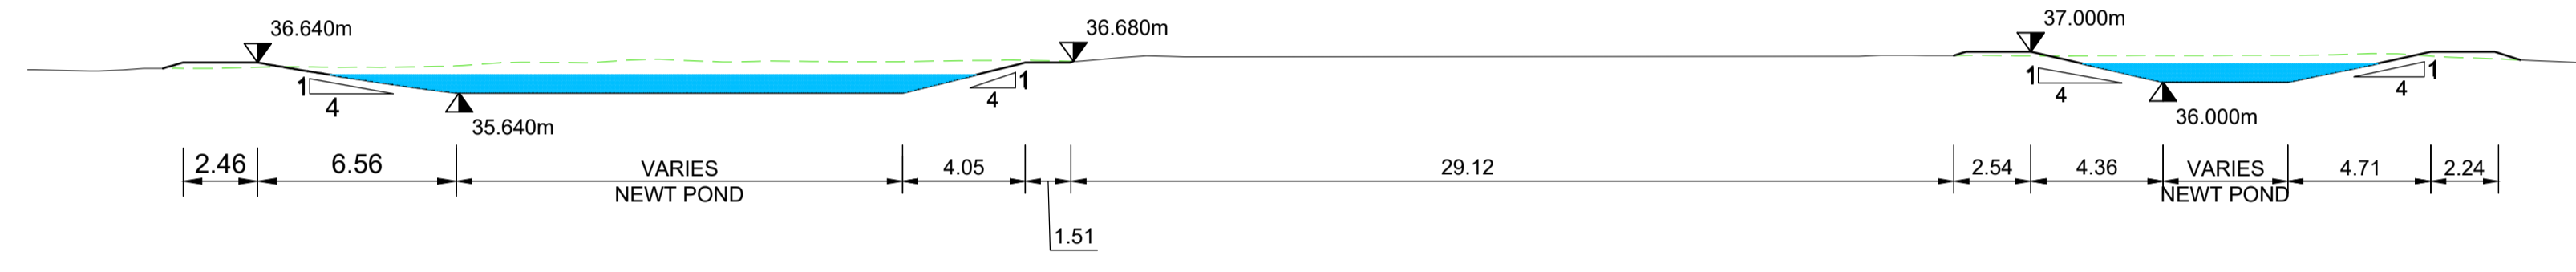 36.640m
36.680m
37.000m
1
4
1
4
1
4
1
4
35.640m
36.000m
2.46
6.56
VARIES
NEWT POND
4.05
1.51
29.12
2.54
4.36
VARIES
NEWT POND
4.71
2.24